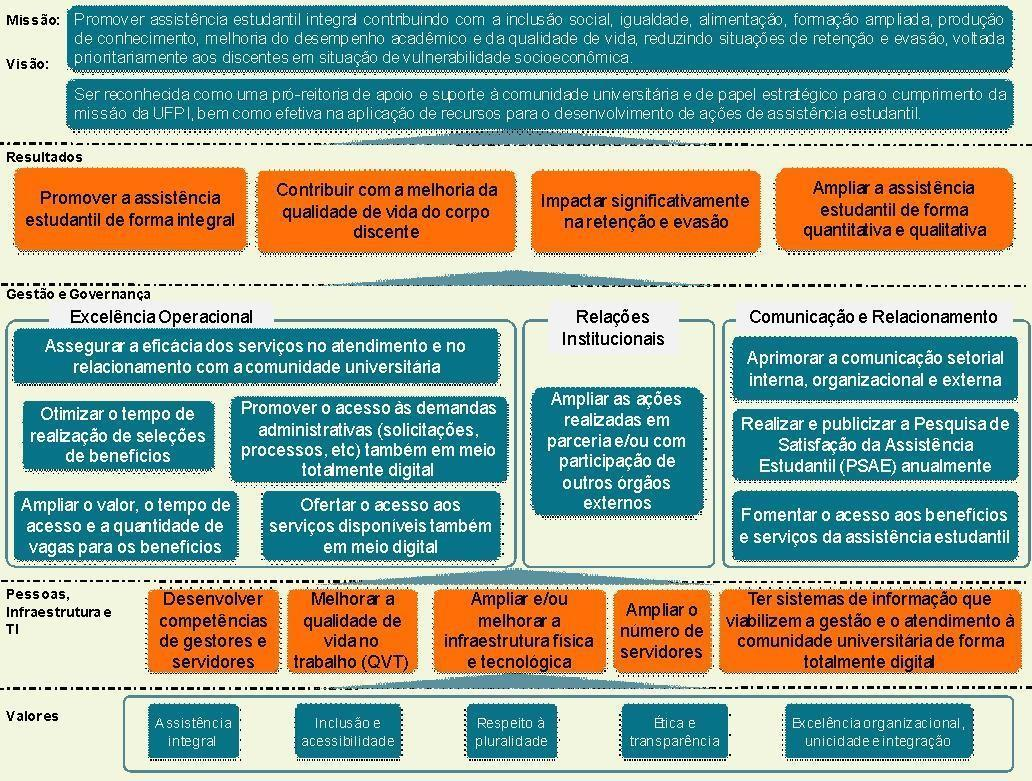 Missão:
Promover assistência estudantil integral contribuindo com a inclusão social, igualdade, alimentação, formação ampliada, produção
de conhecimento, melhoria do desempenho acadêmico e da qualidade de vida, reduzindo situações de retenção e evasão, voltada
prioritariamente aos discentes em situação de vulnerabilidade socioeconômica.
Visão:
Ser reconhecida como uma pró-reitoria de apoio e suporte à comunidade universitária e de papel estratégico para o cumprimento da
missão da UFPI, bem como efetiva na aplicação de recursos para o desenvolvimento de ações de assistência estudantil.
Resultados
Promover a assistência
estudantil de forma integral
Contribuir com a melhoria da
qualidade de vida do corpo
discente
Impactar significativamente
na retenção e evasão
Ampliar a assistência
estudantil de forma
quantitativa e qualitativa
Gestão e Governança
Excelência Operacional
Assegurar a eficácia dos serviços no atendimento e no
relacionamento com a comunidade universitária
Otimizar o tempo de
realização de seleções
de benefícios
Promover o acesso às demandas
administrativas (solicitações,
processos, etc) também em meio
totalmente digital
Ampliar o valor, o tempo de
acesso e a quantidade de
vagas para os benefícios
Ofertar o acesso aos
serviços disponíveis também
em meio digital
Relações
Institucionais
Ampliar as ações
realizadas em
parceria e/ou com
participação de
outros órgãos
externos
Comunicação e Relacionamento
Aprimorar a comunicação setorial
interna, organizacional e externa
Realizar e publicizar a Pesquisa de
Satisfação da Assistência
Estudantil (PSAE) anualmente
Fomentar o acesso aos benefícios
e serviços da assistência estudantil
Pessoas,
Infraestrutura e
TI
Desenvolver
competências
de gestores e
servidores
Melhorar a
qualidade de
vida no
trabalho (QVT)
Ampliar e/ou
melhorar a
infraestrutura física
e tecnológica
Ampliar o
número de
servidores
Ter sistemas de informação que
viabilizem a gestão e o atendimento à
comunidade universitária de forma
totalmente digital
Valores
Assistência
integral
Inclusão e
acessibilidade
Respeito à
pluralidade
Ética e
transparência
Excelência organizacional,
unicidade e integração